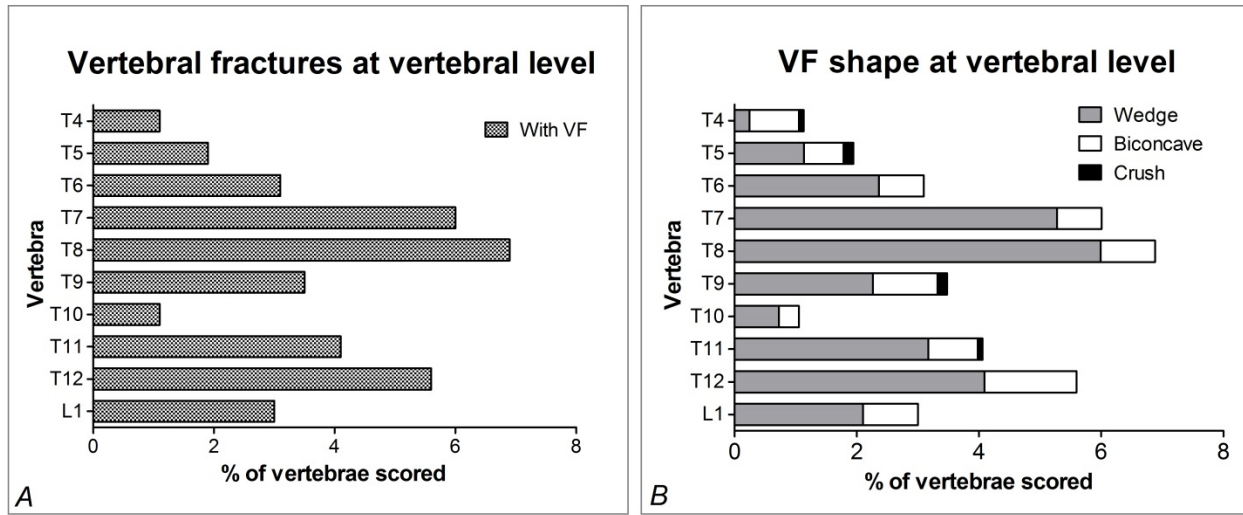 Vertebral fractures at vertebral level
With VF
Vertebra
T4
T5
T6
T7
T8
T9
T10
T11
T12
L1
0 2 4 6 8
% of vertebrae scored
A
VF shape at vertebral level
Wedge
Biconcave
Crush
Vertebra
T4
T5
T6
T7
T8
T9
T10
T11
T12
L1
0 2 4 6 8
% of vertebrae scored
B